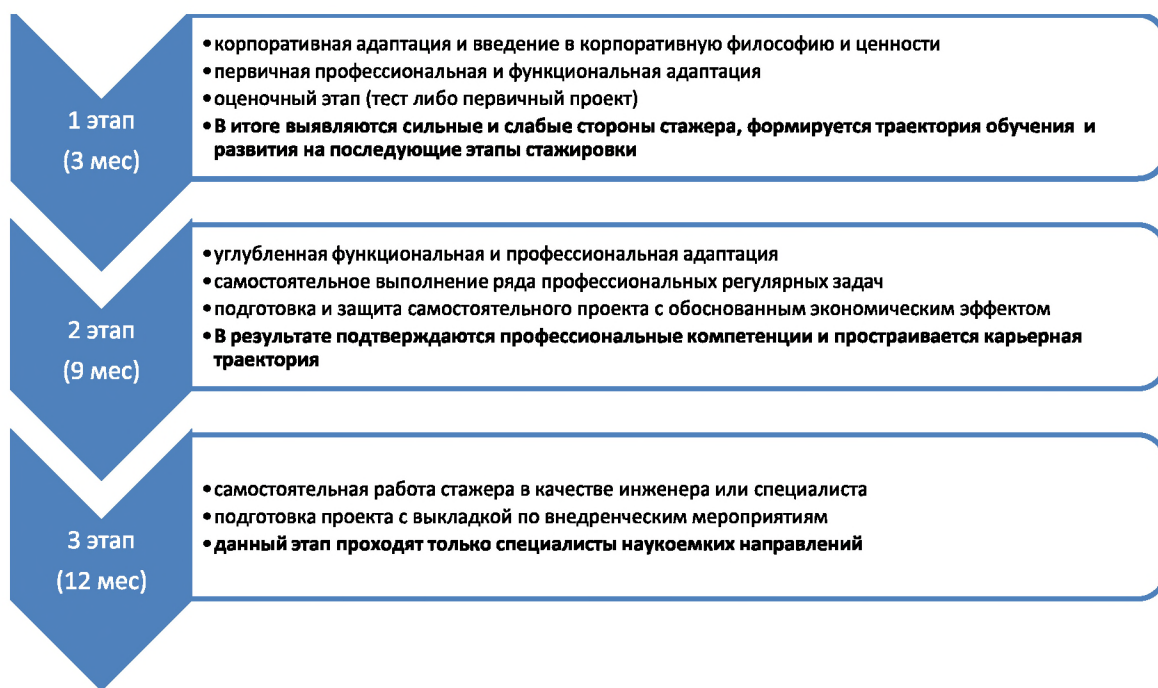 1 этап
(3 мес)
•корпоративная адаптация и введение в корпоративную философию и ценности
•первичная профессиональная и функциональная адаптация
•оценочный этап (тест либо первичный проект)
•В итоге выявляются сильные и слабые стороны стажера, формируется траектория обучения и
развития на последующие этапы стажировки
2 этап
(9 мес)
•углубленная функциональная и профессиональная адаптация
•самостоятельное выполнение ряда профессиональных регулярных задач
•подготовка и защита самостоятельного проекта с обоснованным экономическим эффектом
•В результате подтверждаются профессиональные компетенции и простраивается карьерная
траектория
3 этап
(12 мес)
•самостоятельная работа стажера в качестве инженера или специалиста
•подготовка проекта с выкладкой по внедренческим мероприятиям
•данный этап проходят только специалисты наукоемких направлений